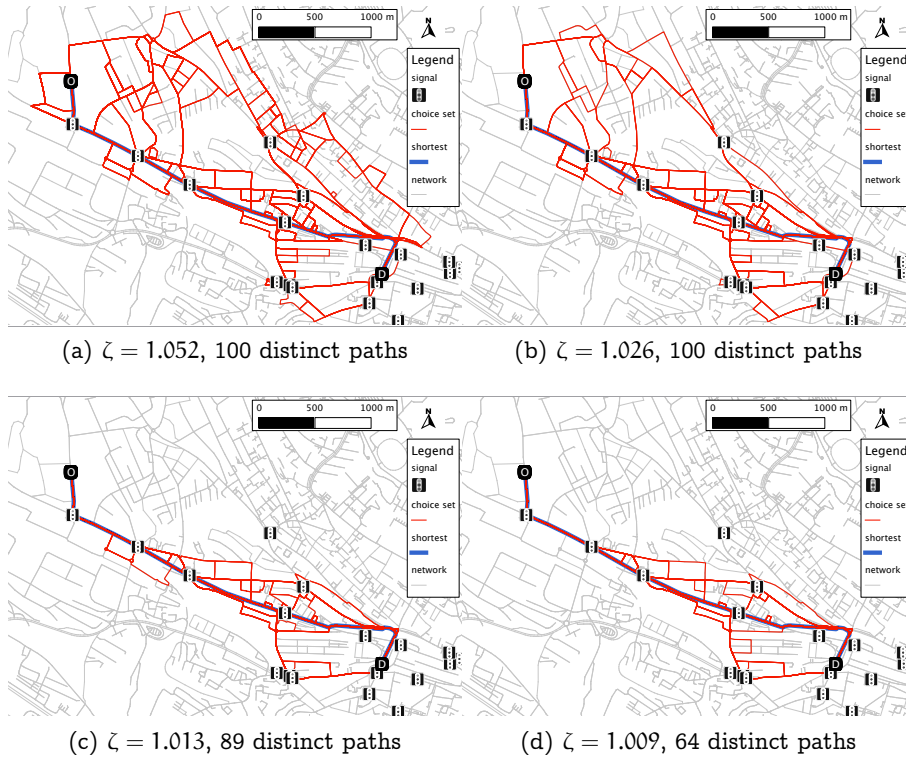 0 500 1000 m
N
Legend
signal
choice set
shortest
network
O
D
(a) ζ = 1.052, 100 distinct paths
0 500 1000 m
N
Legend
signal
choice set
shortest
network
O
D
(b) ζ = 1.026, 100 distinct paths
0 500 1000 m
N
Legend
signal
choice set
shortest
network
O
D
(c) ζ = 1.013, 89 distinct paths
0 500 1000 m
N
Legend
signal
choice set
shortest
network
O
D
(d) ζ = 1.009, 64 distinct paths